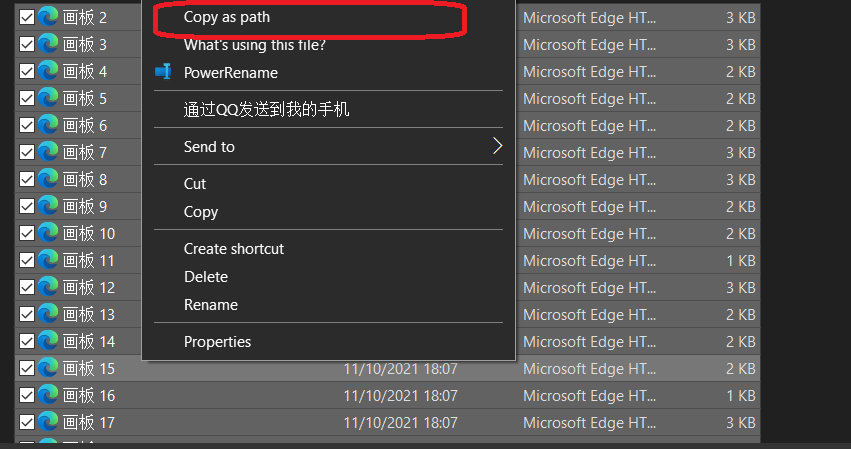 画板 2 Copy as path Microsoft Edge HT... 3 KB
画板 3 What's using this file? Microsoft Edge HT... 3 KB
画板 4 PowerRename Microsoft Edge HT... 2 KB
画板 5 通过QQ发送到我的手机 Microsoft Edge HT... 2 KB
画板 6 Microsoft Edge HT... 2 KB
画板 7 Send to Microsoft Edge HT... 3 KB
画板 8 Cut Microsoft Edge HT... 3 KB
画板 9 Copy Microsoft Edge HT... 2 KB
画板 10 Microsoft Edge HT... 2 KB
画板 11 Create shortcut Microsoft Edge HT... 1 KB
画板 12 Delete Microsoft Edge HT... 3 KB
画板 13 Rename Microsoft Edge HT... 2 KB
画板 14 Properties Microsoft Edge HT... 2 KB
画板 15 11/10/2021 18:07 Microsoft Edge HT... 2 KB
画板 16 11/10/2021 18:07 Microsoft Edge HT... 1 KB
画板 17 11/10/2021 18:07 Microsoft Edge HT... 3 KB